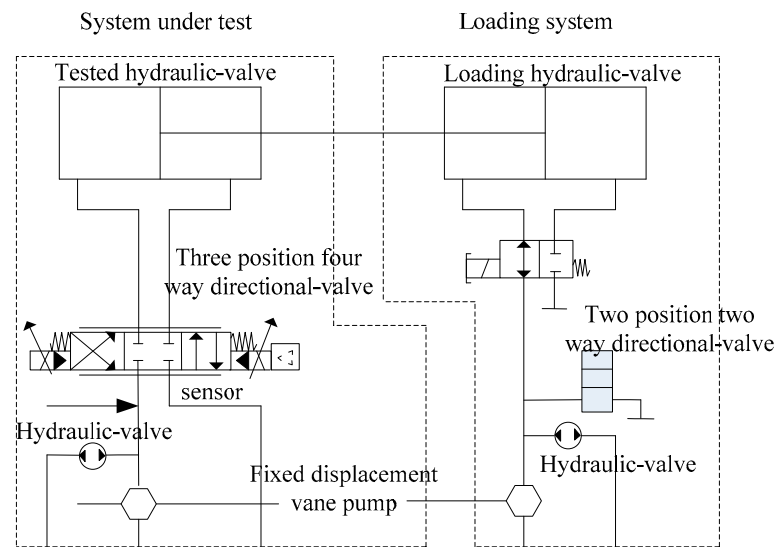 System under test
Loading system
Tested hydraulic-valve
Loading hydraulic-valve
Three position four
way directional-valve
Two position two
way directional-valve
sensor
Hydraulic-valve
Hydraulic-valve
Fixed displacement
vane pump